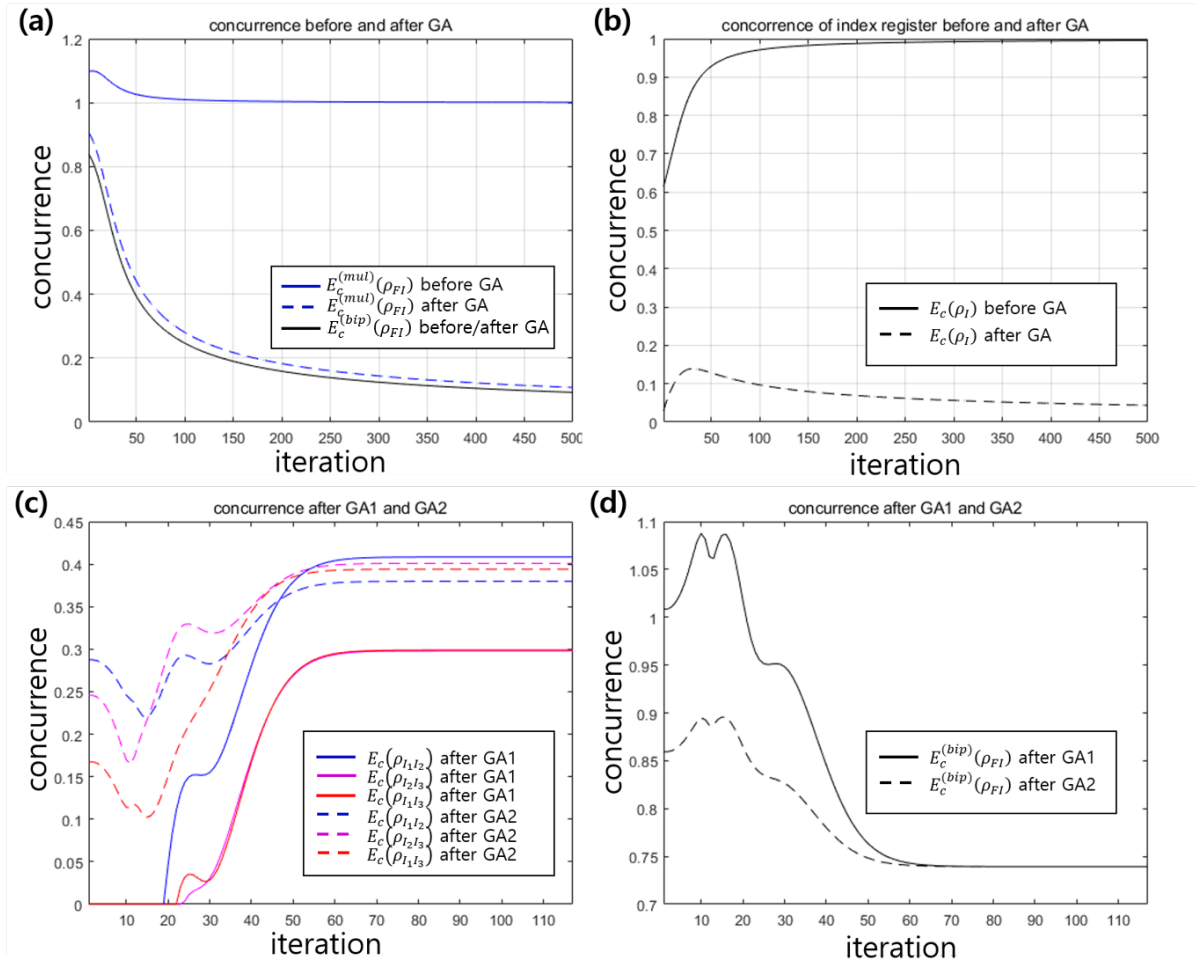 (a)
concurrence before and after GA
concurrence
1.2
1
0.8
0.6
0.4
0.2
0
50 100 150 200 250 300 350 400 450 500
iteration
E_c^(mul)(ρ_FI) before GA
E_c^(mul)(ρ_FI) after GA
E_c^(bip)(ρ_FI) before/after GA
(b)
concorrence of index register before and after GA
concurrence
1
0.9
0.8
0.7
0.6
0.5
0.4
0.3
0.2
0.1
0
50 100 150 200 250 300 350 400 450 500
iteration
E_c(ρ_I) before GA
E_c(ρ_I) after GA
(c)
concurrence after GA1 and GA2
concurrence
0.45
0.4
0.35
0.3
0.25
0.2
0.15
0.1
0.05
0
10 20 30 40 50 60 70 80 90 100 110
iteration
E_c(ρ_I₁I₂) after GA1
E_c(ρ_I₂I₃) after GA1
E_c(ρ_I₁I₃) after GA1
E_c(ρ_I₁I₂) after GA2
E_c(ρ_I₂I₃) after GA2
E_c(ρ_I₁I₃) after GA2
(d)
concurrence after GA1 and GA2
concurrence
1.1
1.05
1
0.95
0.9
0.85
0.8
0.75
0.7
10 20 30 40 50 60 70 80 90 100 110
iteration
E_c^(bip)(ρ_FI) after GA1
E_c^(bip)(ρ_FI) after GA2